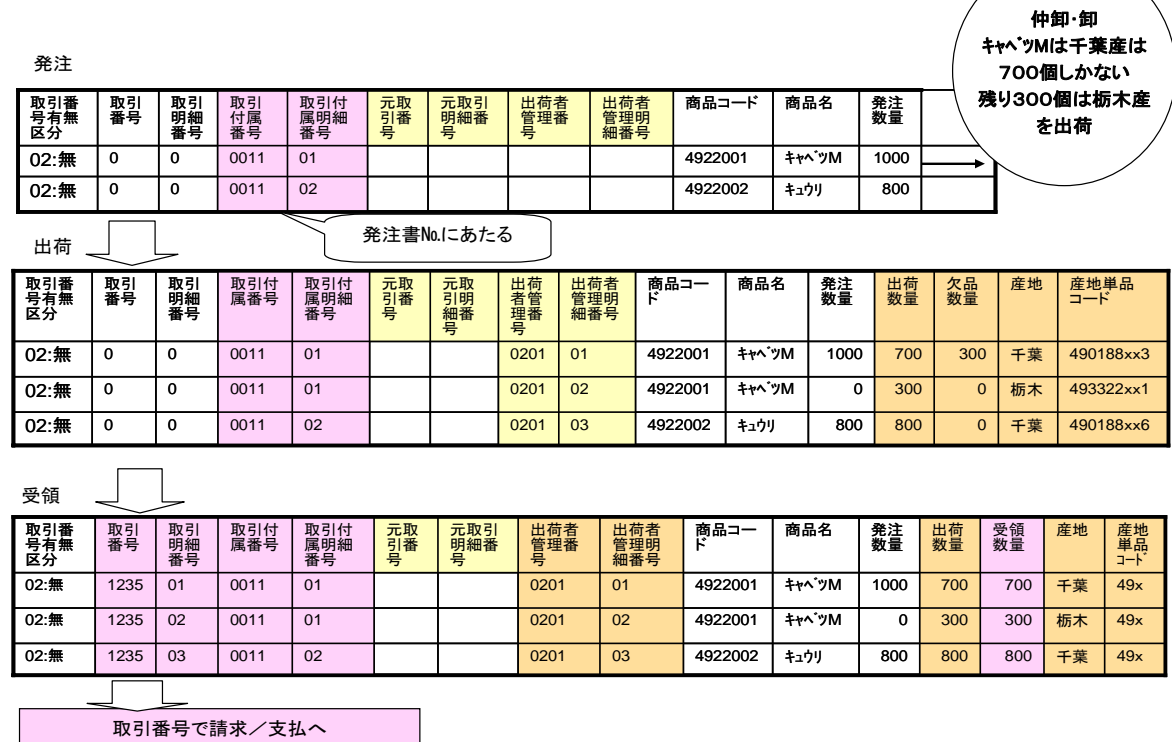 仲卸・卸
ｷｬﾍﾞﾂMは千葉産は
700個しかない
残り300個は栃木産
を出荷
発注
取引番号有無区分 取引番号 取引明細番号 取引付属番号 取引付属明細番号 元取引番号 元取引明細番号 出荷者管理番号 出荷者管理明細番号 商品コード 商品名 発注数量
02:無 0 0 0011 01 4922001 ｷｬﾍﾞﾂM 1000
02:無 0 0 0011 02 4922002 ｷｭウリ 800
発注書№にあたる
出荷
取引番号有無区分 取引番号 取引明細番号 取引付属番号 取引付属明細番号 元取引番号 元取引明細番号 出荷者管理番号 出荷者管理明細番号 商品コード 商品名 発注数量 出荷数量 欠品数量 産地 産地単品コード
02:無 0 0 0011 01 0201 01 4922001 ｷｬﾍﾞﾂM 1000 700 300 千葉 490188xx3
02:無 0 0 0011 01 0201 02 4922001 ｷｬﾍﾞﾂM 0 300 0 栃木 493322xx1
02:無 0 0 0011 02 0201 03 4922002 ｷｭウリ 800 800 0 千葉 490188xx6
受領
取引番号有無区分 取引番号 取引明細番号 取引付属番号 取引付属明細番号 元取引番号 元取引明細番号 出荷者管理番号 出荷者管理明細番号 商品コード 商品名 発注数量 出荷数量 受領数量 産地 産地単品ｺｰﾄﾞ
02:無 1235 01 0011 01 0201 01 4922001 ｷｬﾍﾞﾂM 1000 700 700 千葉 49x
02:無 1235 02 0011 01 0201 02 4922001 ｷｬﾍﾞﾂM 0 300 300 栃木 49x
02:無 1235 03 0011 02 0201 03 4922002 ｷｭウリ 800 800 800 千葉 49x
取引番号で請求／支払へ